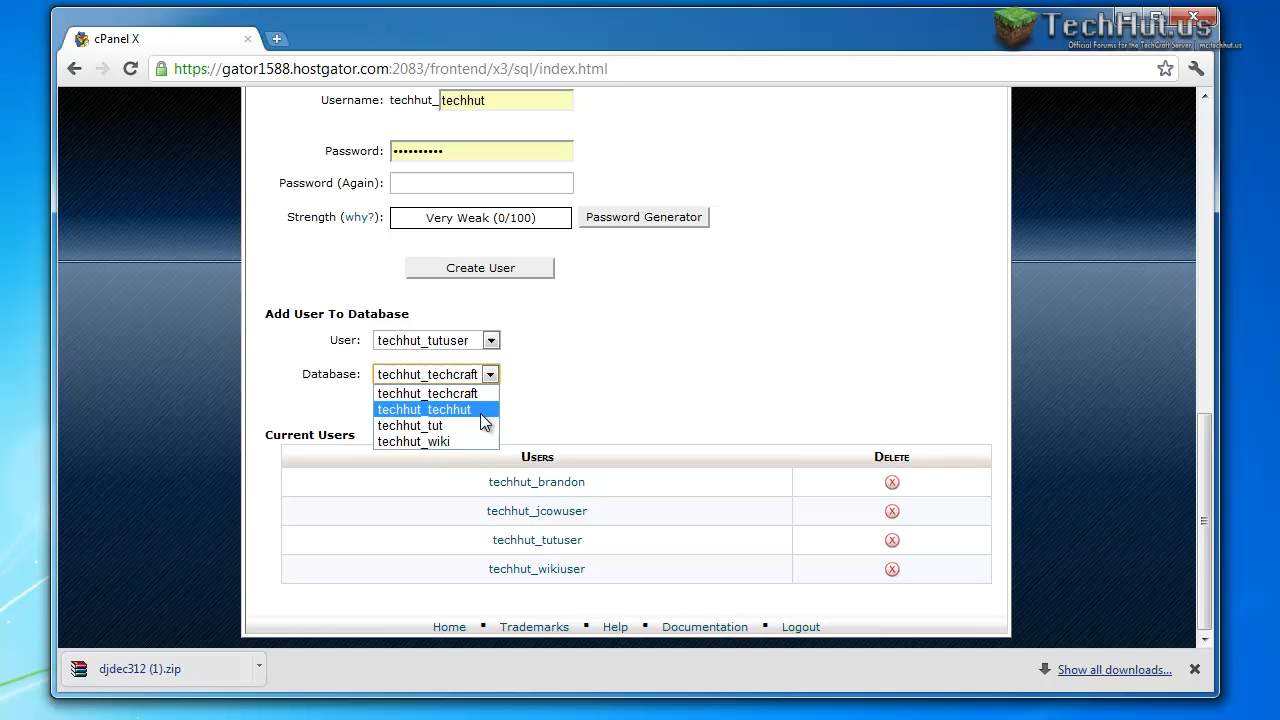 cPanel X
TechHut.us
Official Forums for the TechCraft Server | mc.techhut.us
https://gator1588.hostgator.com:2083/frontend/x3/sql/index.html
Username: techhut_techhut
Password: ••••••••••
Password (Again):
Strength (why?): Very Weak (0/100) Password Generator
Create User
Add User To Database
User: techhut_tutuser
Database: techhut_techcraft
techhut_techcraft
techhut_techhut
techhut_tut
techhut_wiki
Current Users
Users Delete
techhut_brandon
techhut_jcowuser
techhut_tutuser
techhut_wikiuser
Home ▪ Trademarks ▪ Help ▪ Documentation ▪ Logout
djdec312 (1).zip
Show all downloads...